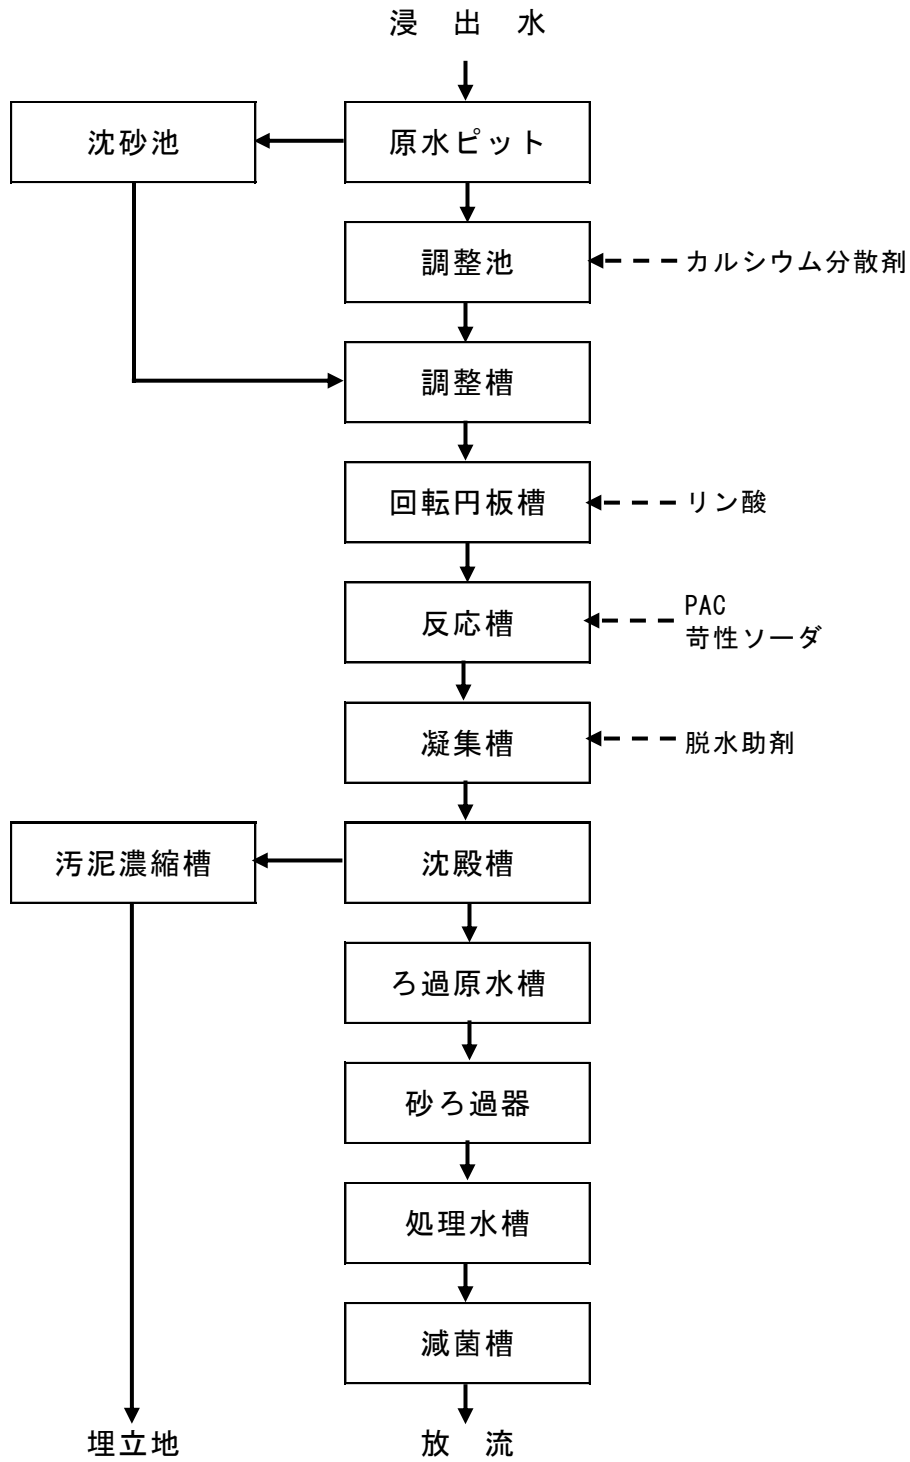 浸　出　水
沈砂池
原水ピット
調整池
カルシウム分散剤
調整槽
回転円板槽
リン酸
反応槽
PAC
苛性ソーダ
凝集槽
脱水助剤
汚泥濃縮槽
沈殿槽
ろ過原水槽
砂ろ過器
処理水槽
減菌槽
埋立地
放　流